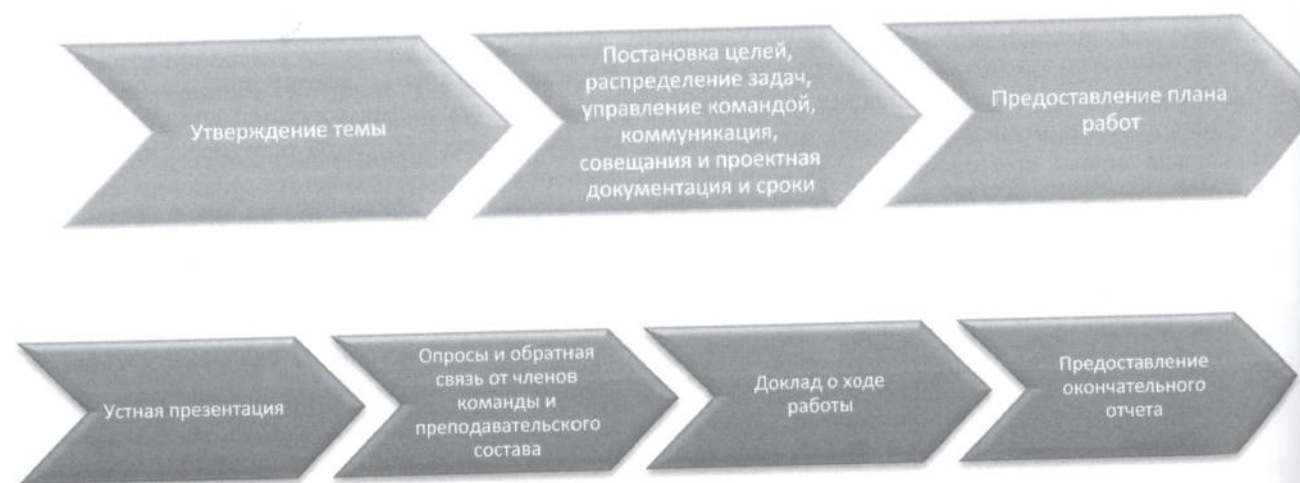 Утверждение темы
Постановка целей,
распределение задач,
управление командой,
коммуникация,
совещания и проектная
документация и сроки
Предоставление плана
работ
Устная презентация
Опросы и обратная
связь от членов
команды и
преподавательского
состава
Доклад о ходе
работы
Предоставление
окончательного
отчета